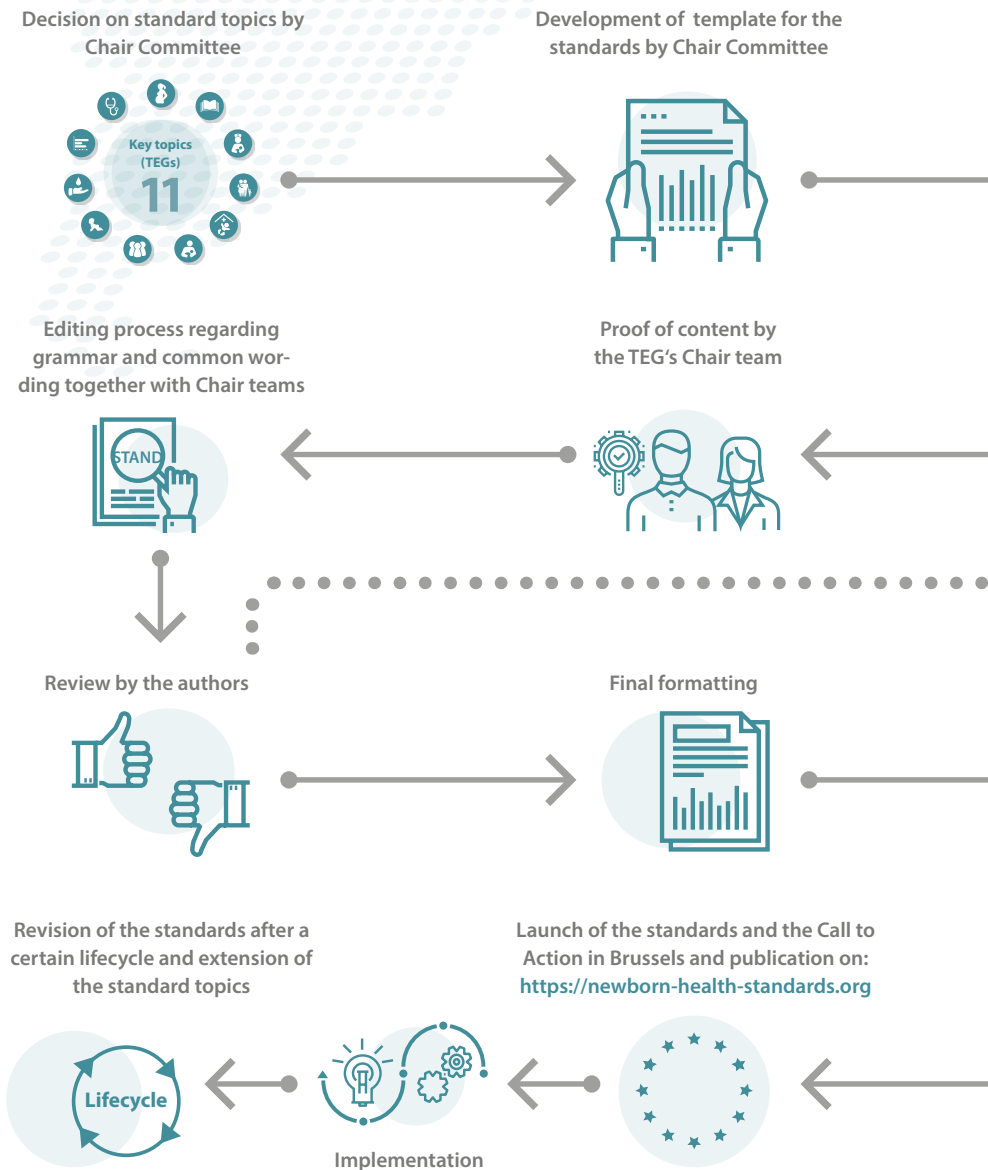 Decision on standard topics by
Chair Committee
Key topics
(TEGs)
11
Development of template for the
standards by Chair Committee
Editing process regarding
grammar and common wor-
ding together with Chair teams
STAND
Proof of content by
the TEG‘s Chair team
Review by the authors
Final formatting
Revision of the standards after a
certain lifecycle and extension of
the standard topics
Lifecycle
Implementation
Launch of the standards and the Call to
Action in Brussels and publication on:
https://newborn-health-standards.org